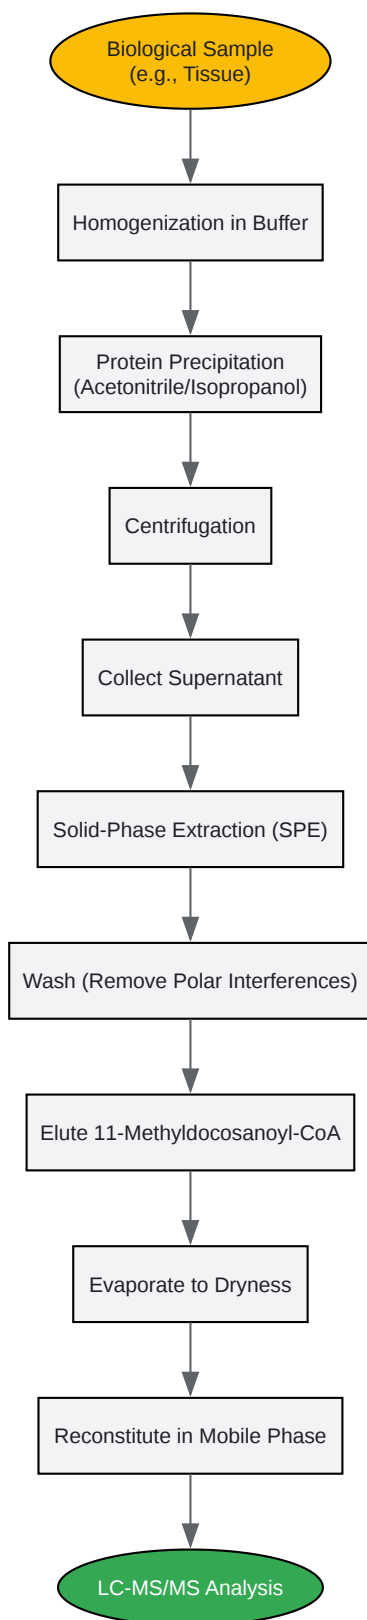 Biological Sample
(e.g., Tissue)
Homogenization in Buffer
Protein Precipitation
(Acetonitrile/Isopropanol)
Centrifugation
Collect Supernatant
Solid-Phase Extraction (SPE)
Wash (Remove Polar Interferences)
Elute 11-Methyldocosanoyl-CoA
Evaporate to Dryness
Reconstitute in Mobile Phase
LC-MS/MS Analysis